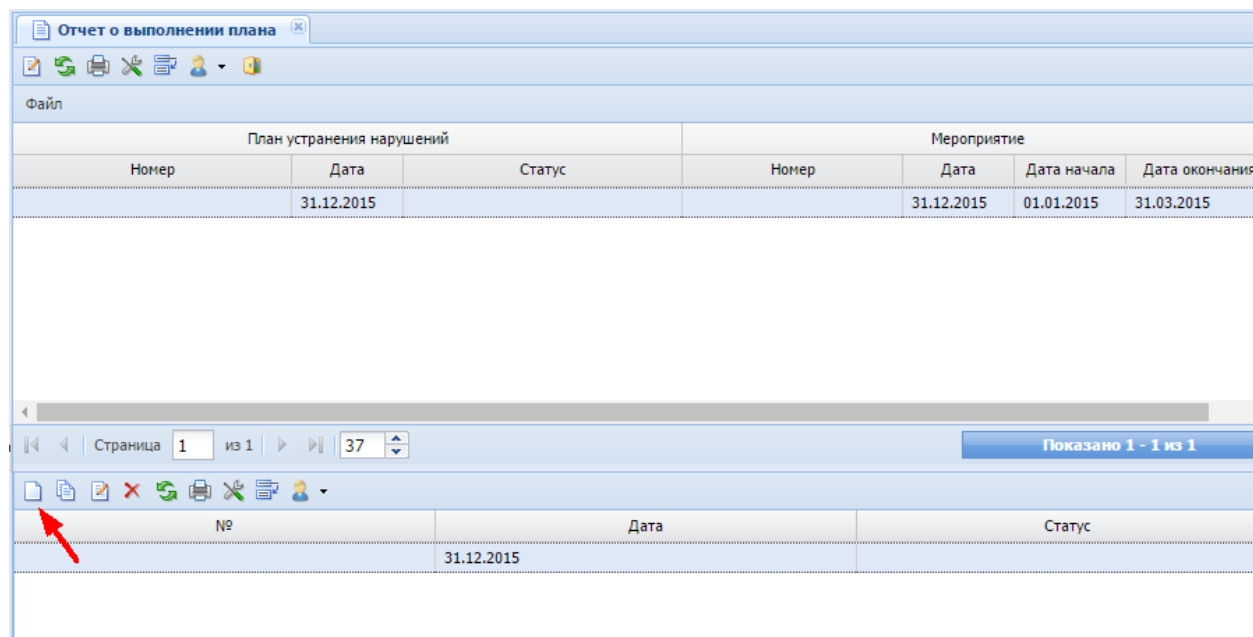 Отчет о выполнении плана
Файл
План устранения нарушений Мероприятие
Номер Дата Статус Номер Дата Дата начала Дата окончания
31.12.2015 31.12.2015 01.01.2015 31.03.2015
Страница 1 из 1 37 Показано 1 - 1 из 1
№ Дата Статус
31.12.2015